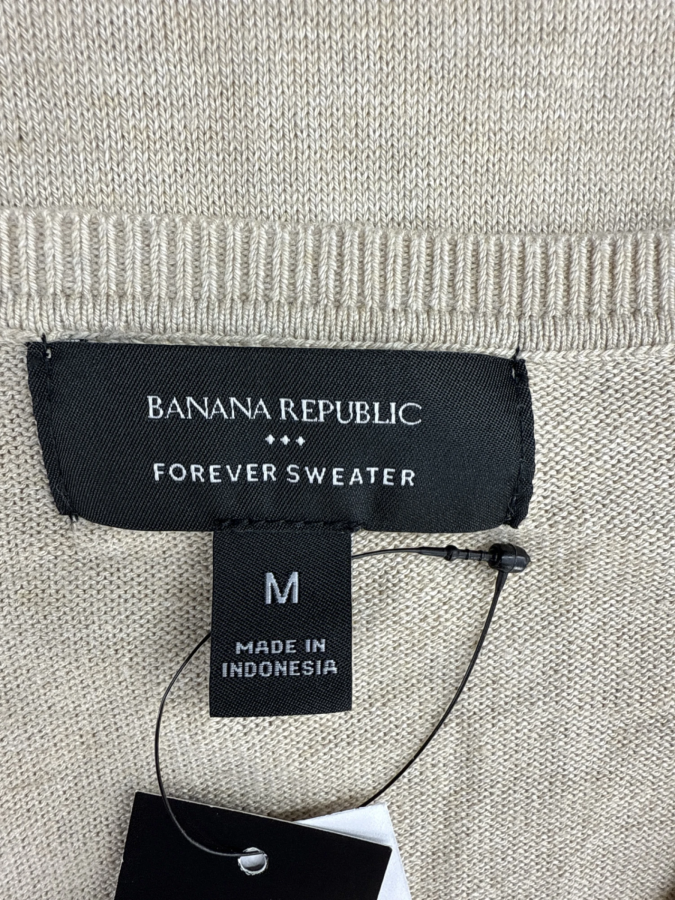 BANANA REPUBLIC
FOREVER SWEATER
M
MADE IN
INDONESIA